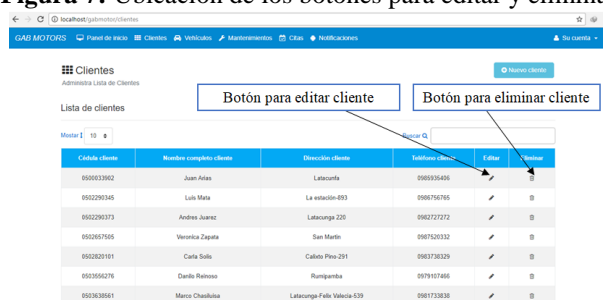 Figura 7. Ubicación de los botones para editar y elimina
localhost/gabmotor/clientes
GAB MOTORS Panel de inicio Clientes Vehículos Mantenimientos Citas Notificaciones Su cuenta
Clientes
Nuevo cliente
Administra Lista de Clientes
Botón para editar cliente
Botón para eliminar cliente
Lista de clientes
Mostar 10 Buscar
Cédula cliente Nombre completo cliente Dirección cliente Teléfono cliente Editar Eliminar
0500033902 Juan Arias Latacunfa 0985935406
0502290345 Luis Mata La estación-893 0986756765
0502290373 Andres Juarez Latacunga 220 0982727272
0502657505 Veronica Zapata San Martin 0987520332
0502820101 Carla Solis Calixto Pino-291 0983738329
0503556276 Danilo Reinoso Rumipamba 0979107466
0503638561 Marco Chasiluisa Latacunga-Felix Valecia-539 0981733838